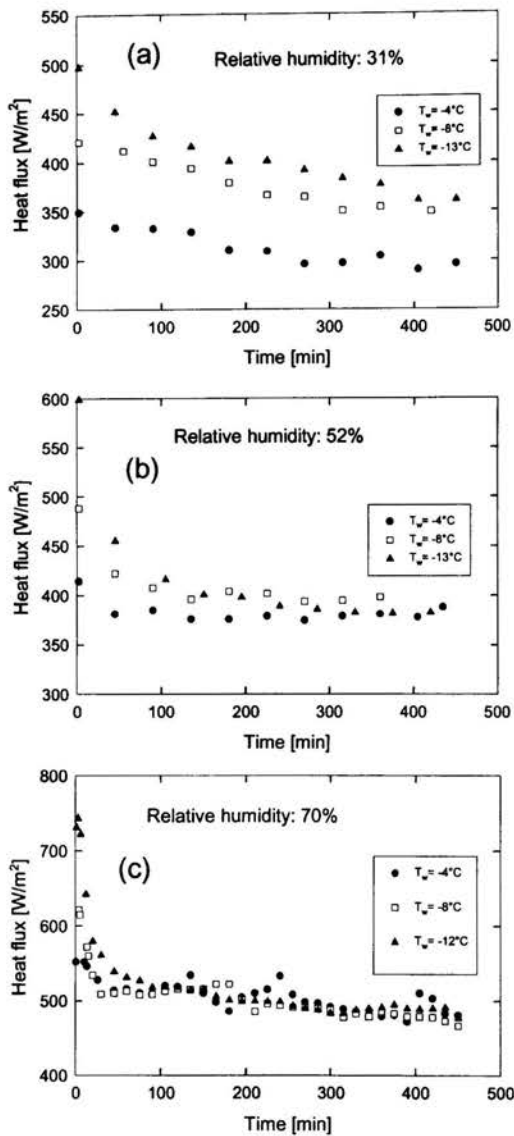 (a)
Relative humidity: 31%
Heat flux [W/m²]
550
500
450
400
350
300
250
T_w = -4°C
T_w = -8°C
T_w = -13°C
0 100 200 300 400 500
Time [min]
(b)
Relative humidity: 52%
Heat flux [W/m²]
600
500
400
300
T_w = -4°C
T_w = -8°C
T_w = -13°C
0 100 200 300 400 500
Time [min]
(c)
Relative humidity: 70%
Heat flux [W/m²]
800
700
600
500
400
T_w = -4°C
T_w = -8°C
T_w = -12°C
0 100 200 300 400 500
Time [min]